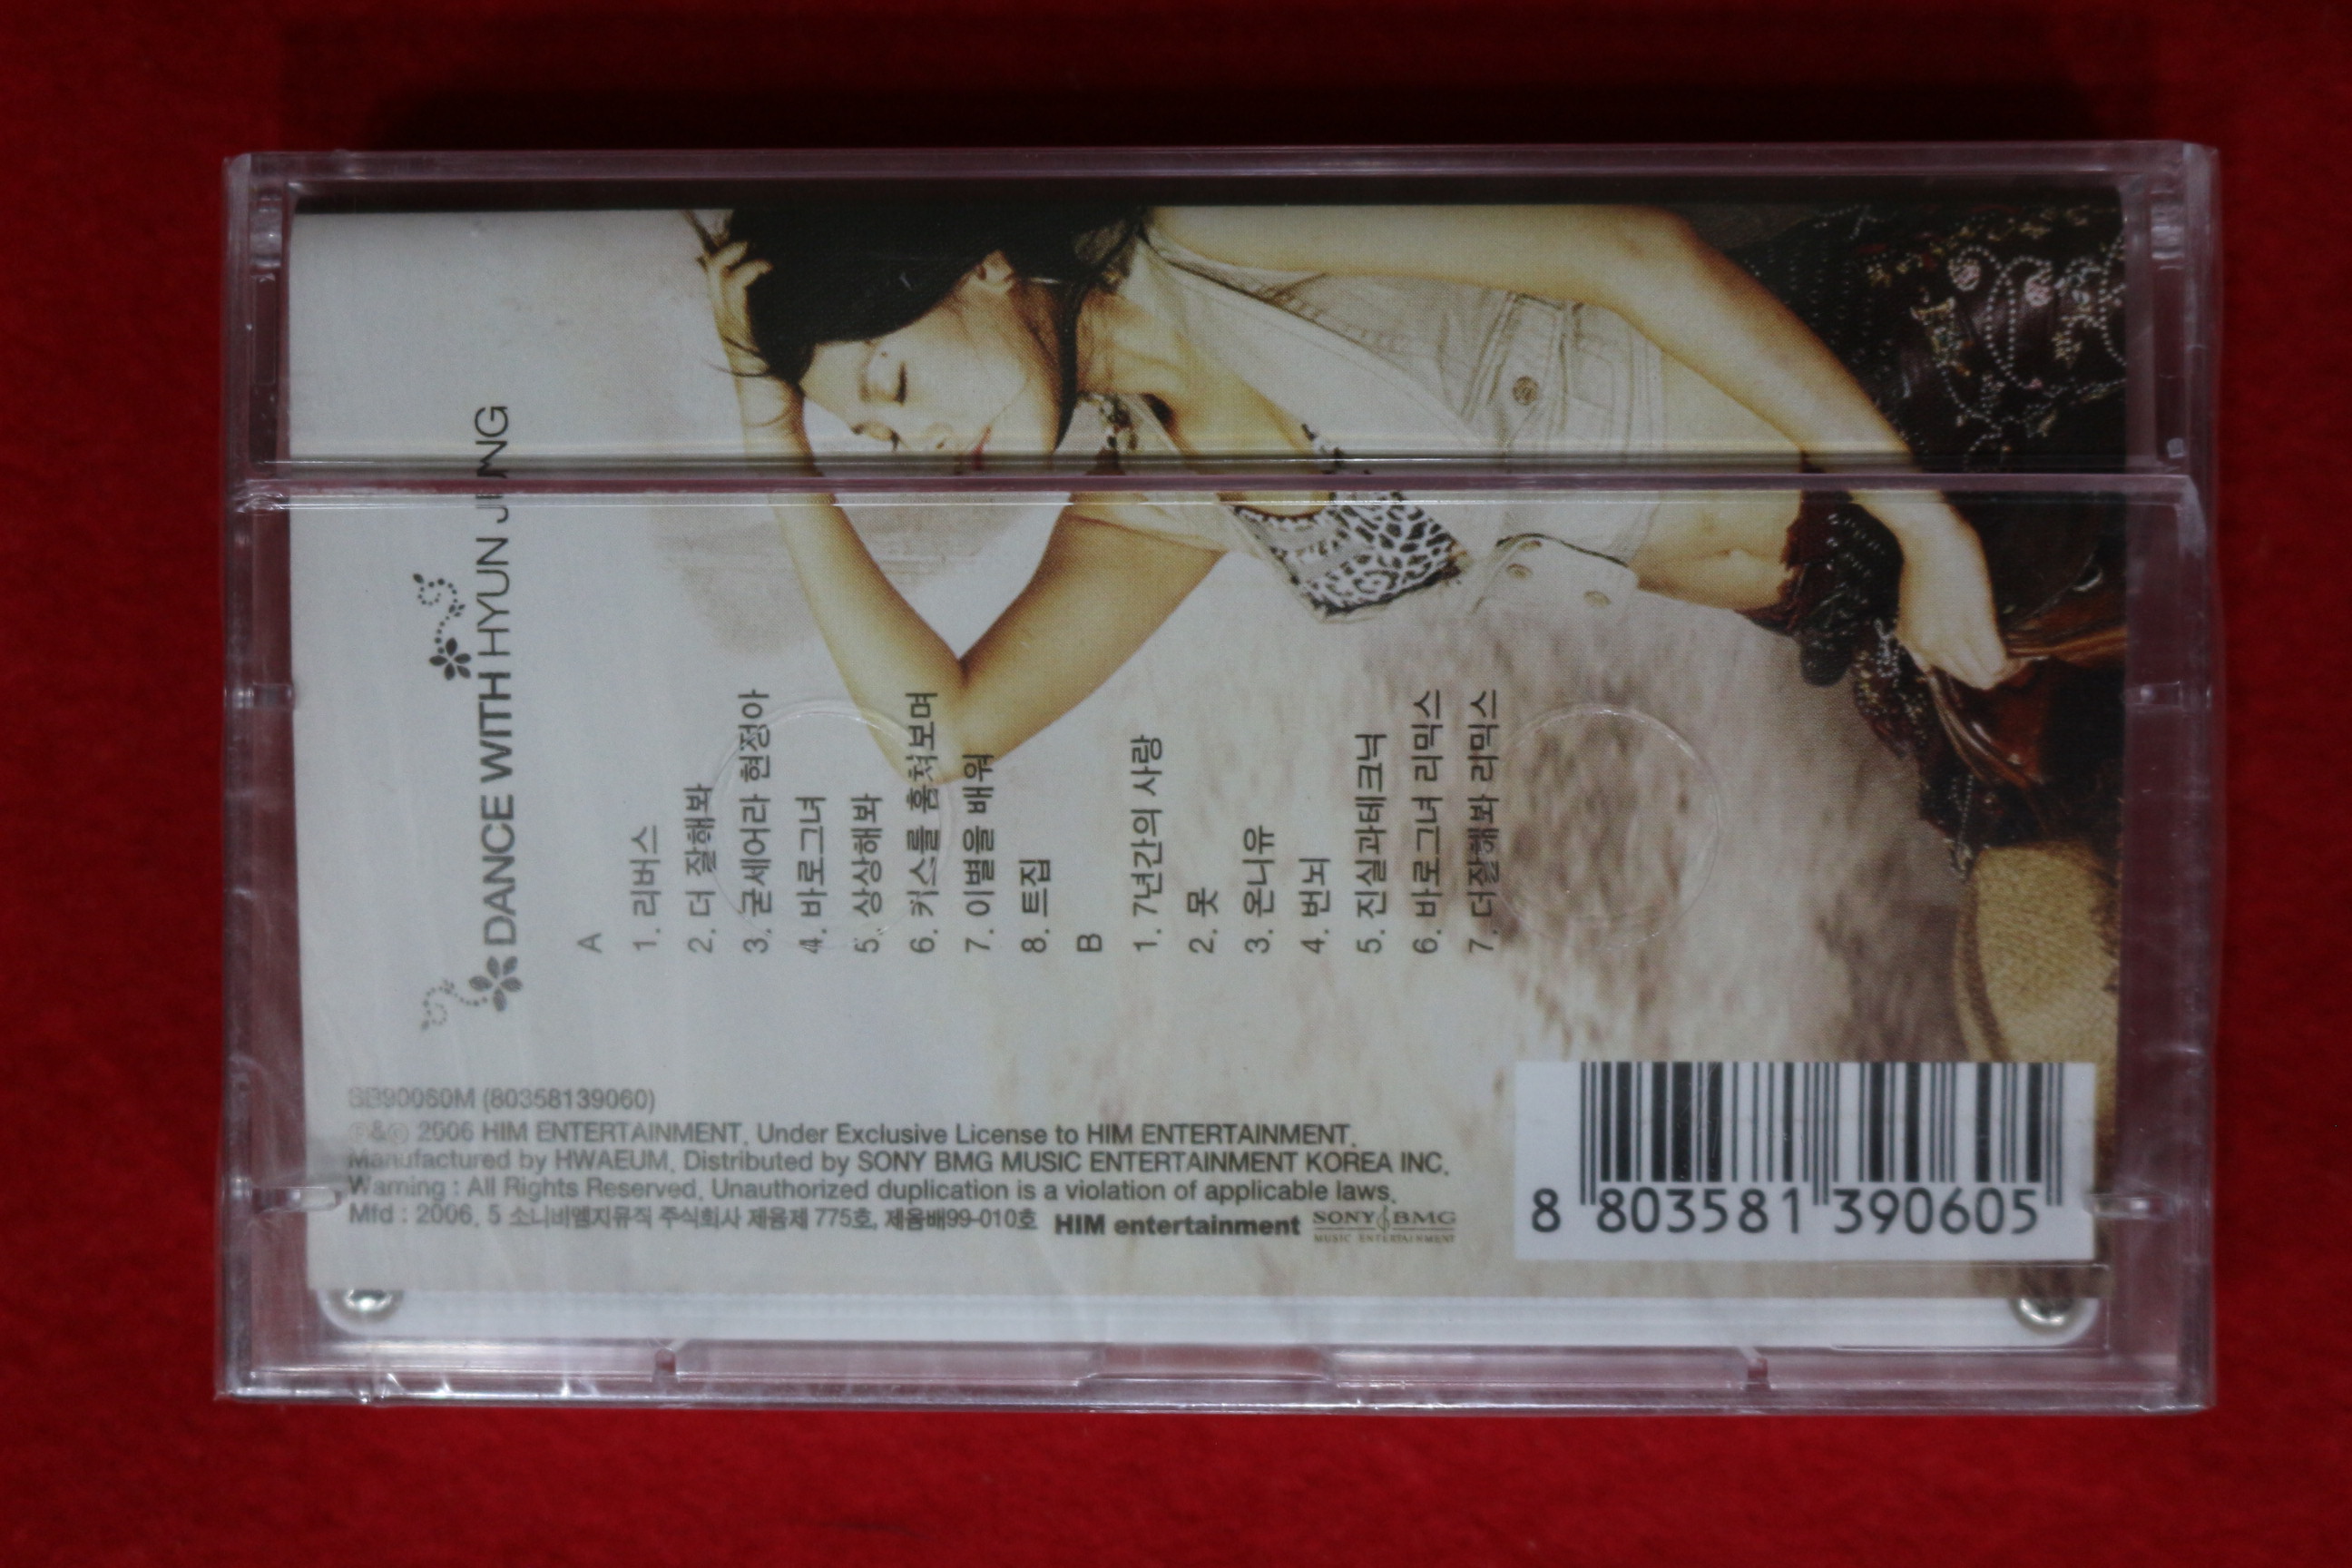 DANCE WITH HYUN JUNG
A
1. 리버스
2. 더 잘해봐
3. 굳세어라 현정아
4. 바로그녀
5. 상상해봐
6. 키스를 훔쳐보며
7. 이별을 배워
8. 트집
B
1. 7년간의 사랑
2. 못
3. 온니유
4. 번뇌
5. 진실과테크닉
6. 바로그녀 리믹스
7. 더잘해봐 리믹스
SB90060M (80358139060)
℗&© 2006 HIM ENTERTAINMENT. Under Exclusive License to HIM ENTERTAINMENT.
Manufactured by HWAEUM. Distributed by SONY BMG MUSIC ENTERTAINMENT KOREA INC.
Warning : All Rights Reserved. Unauthorized duplication is a violation of applicable laws.
Mfd : 2006. 5 소니비엠지뮤직 주식회사 제음제 775호, 제음배99-010호 HIM entertainment SONY BMG
MUSIC ENTERTAINMENT
8 803581 390605